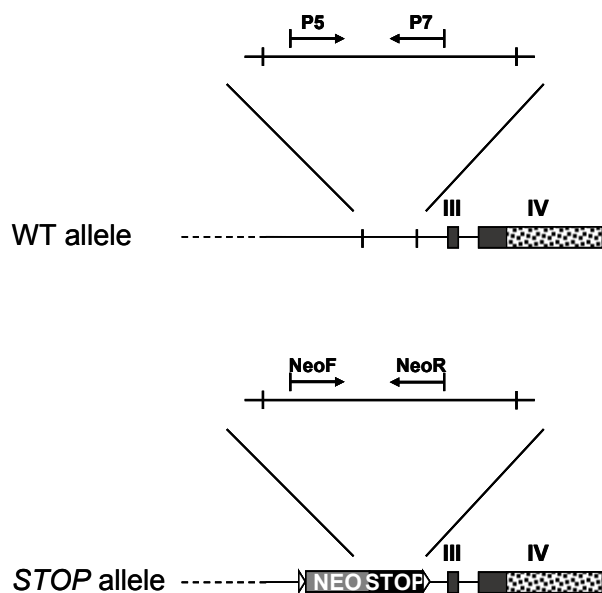 P5 P7
III IV
WT allele
NeoF NeoR
III IV
NEO STOP
STOP allele